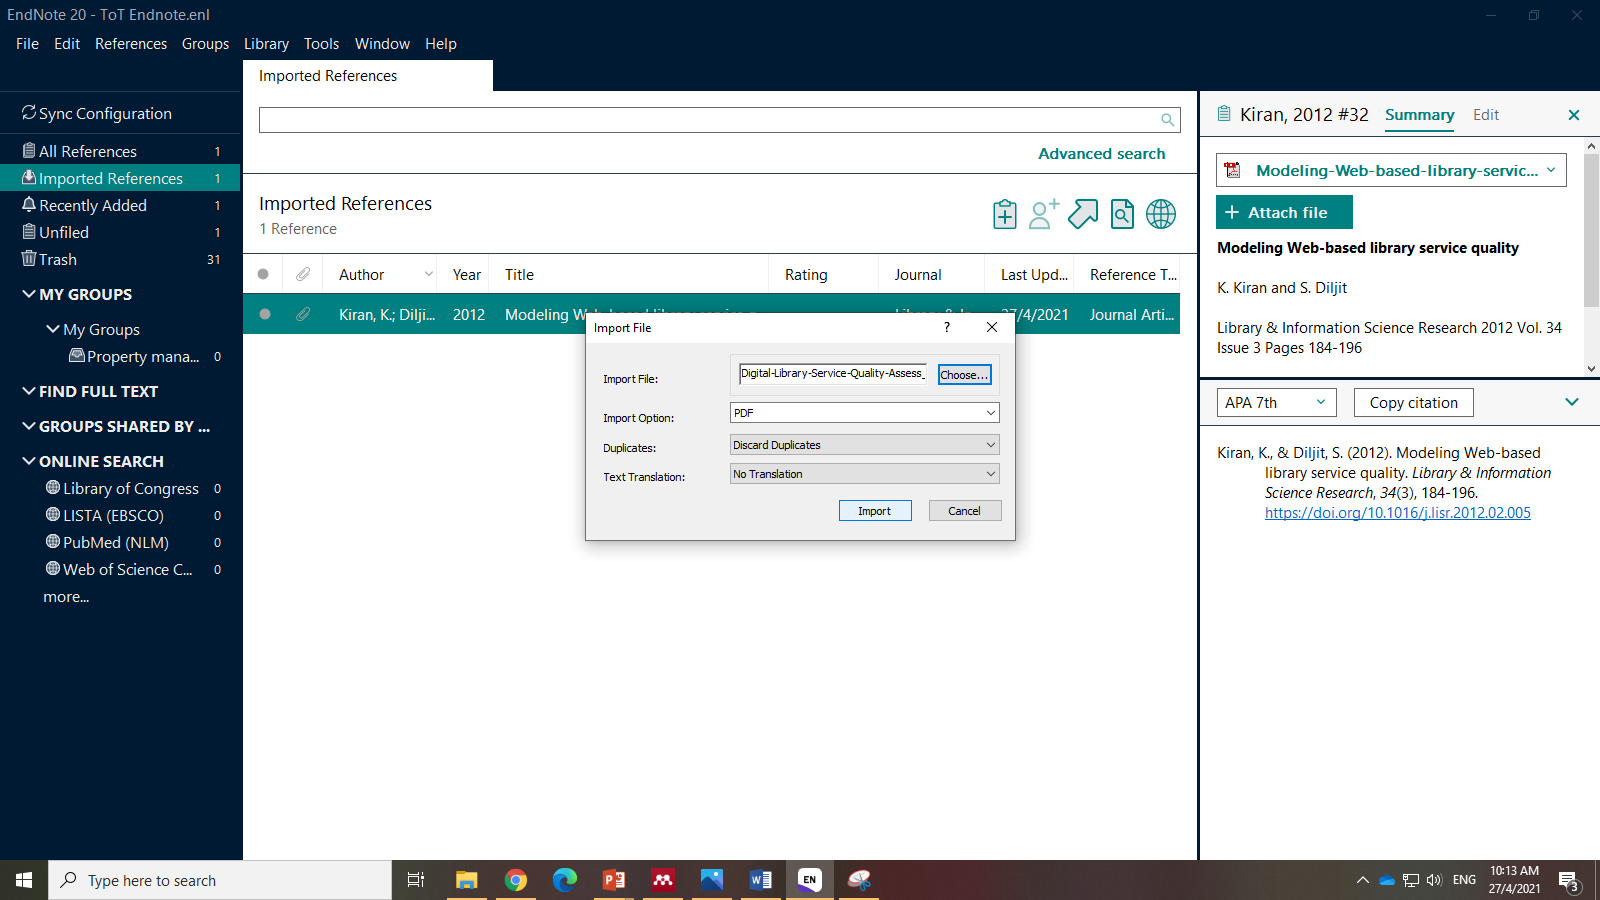 EndNote 20 - ToT Endnote.enl
File Edit References Groups Library Tools Window Help
Imported References
Sync Configuration
All References 1
Imported References 1
Recently Added 1
Unfiled 1
Trash 31
MY GROUPS
My Groups
Property mana... 0
FIND FULL TEXT
GROUPS SHARED BY ...
ONLINE SEARCH
Library of Congress 0
LISTA (EBSCO) 0
PubMed (NLM) 0
Web of Science C... 0
more...
Advanced search
Imported References
1 Reference
Author Year Title Rating Journal Last Upd... Reference T...
Kiran, K.; Dilji... 2012 Modeling 27/4/2021 Journal Arti...
Import File ?
Import File: Digital-Library-Service-Quality-Assess_ Choose...
Import Option: PDF
Duplicates: Discard Duplicates
Text Translation: No Translation
Import Cancel
Kiran, 2012 #32 Summary Edit
Modeling-Web-based-library-servic...
+ Attach file
Modeling Web-based library service quality
K. Kiran and S. Diljit
Library & Information Science Research 2012 Vol. 34
Issue 3 Pages 184-196
APA 7th Copy citation
Kiran, K., & Diljit, S. (2012). Modeling Web-based
library service quality. Library & Information
Science Research, 34(3), 184-196.
https://doi.org/10.1016/j.lisr.2012.02.005
Type here to search
EN
ENG
10:13 AM
27/4/2021
3